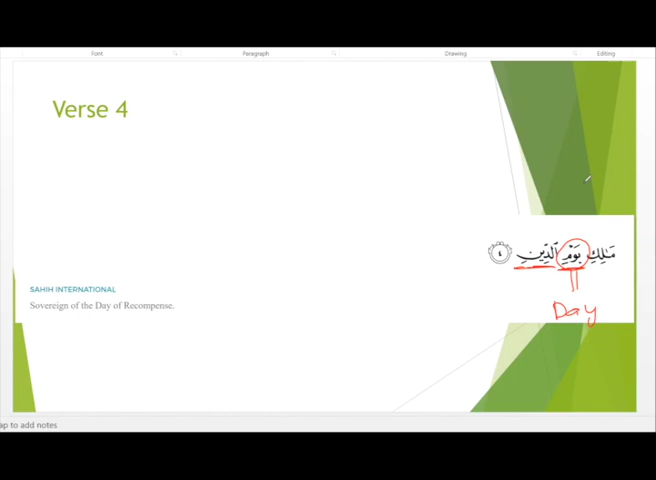 Font Paragraph Drawing Editing
Verse 4
مَـٰلِكِ يَوْمِ ٱلدِّينِ ٤
SAHIH INTERNATIONAL
Sovereign of the Day of Recompense.
Day
ap to add notes